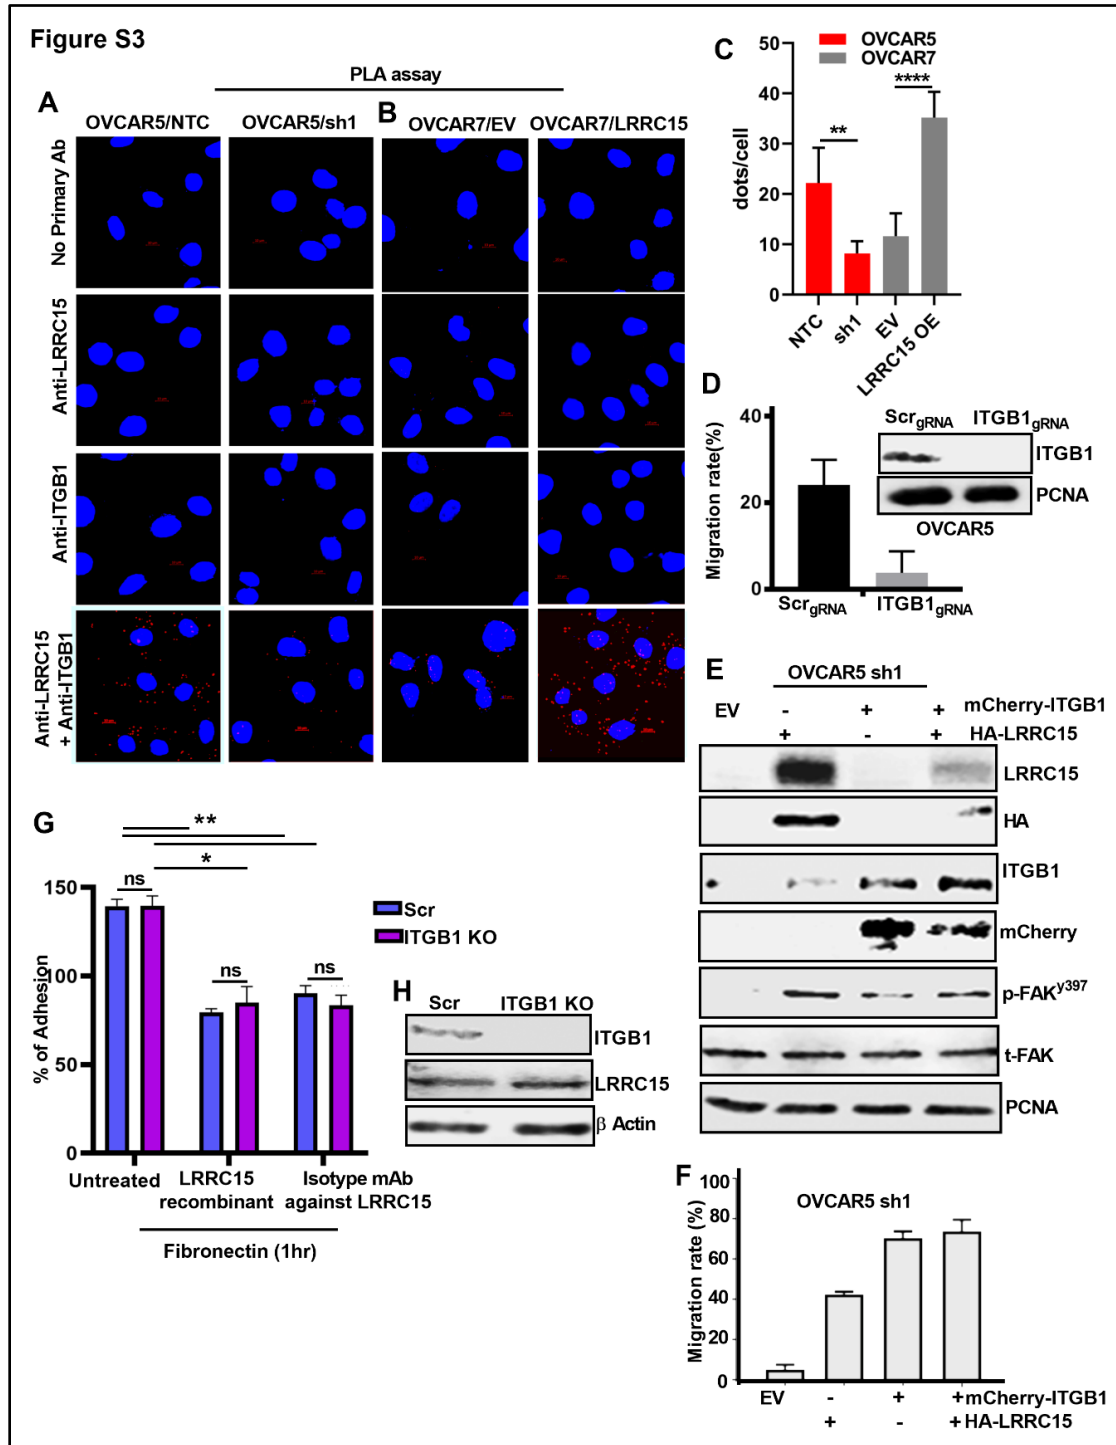 Figure S3
PLA assay
A
B
OVCAR5/NTC OVCAR5/sh1 OVCAR7/EV OVCAR7/LRRC15
No Primary Ab
Anti-LRRC15
Anti-ITGB1
Anti-LRRC15
+ Anti-ITGB1
C
OVCAR5
OVCAR7
dots/cell
50
40
30
20
10
0
**
****
NTC
sh1
EV
LRRC15 OE
D
Migration rate(%)
40
20
0
ScrgRNA ITGB1gRNA
ITGB1
PCNA
OVCAR5
ScrgRNA ITGB1gRNA
E
OVCAR5 sh1
EV - + + mCherry-ITGB1
+ - + HA-LRRC15
LRRC15
HA
ITGB1
mCherry
p-FAKy397
t-FAK
PCNA
F
OVCAR5 sh1
Migration rate (%)
100
80
60
40
20
0
EV - + + mCherry-ITGB1
+ - + HA-LRRC15
G
**
*
ns
ns
ns
% of Adhesion
150
100
50
0
Scr
ITGB1 KO
Untreated LRRC15 recombinant Isotype mAb against LRRC15
Fibronectin (1hr)
H
Scr ITGB1 KO
ITGB1
LRRC15
β Actin